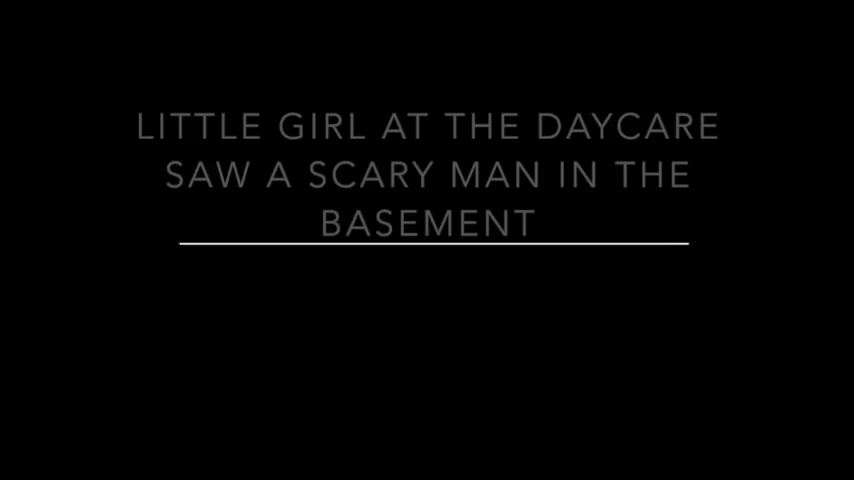 LITTLE GIRL AT THE DAYCARE
SAW A SCARY MAN IN THE
BASEMENT